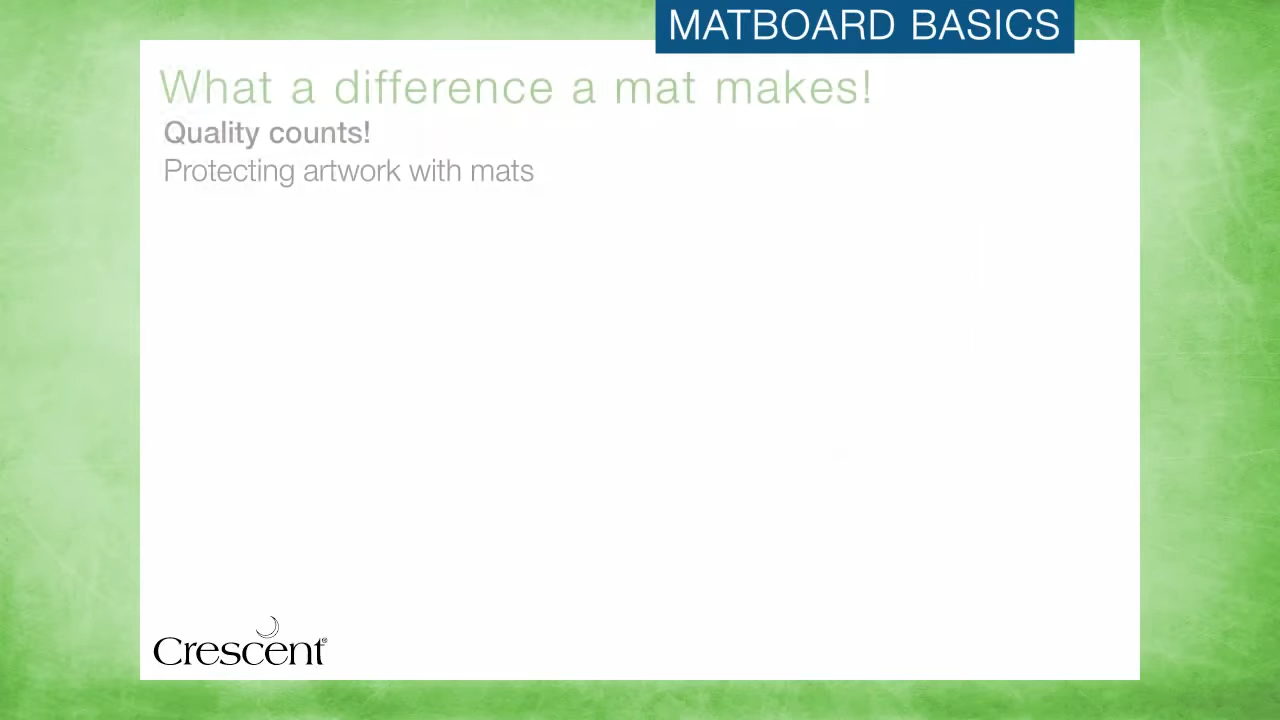 MATBOARD BASICS
What a difference a mat makes!
Quality counts!
Protecting artwork with mats
Crescent®